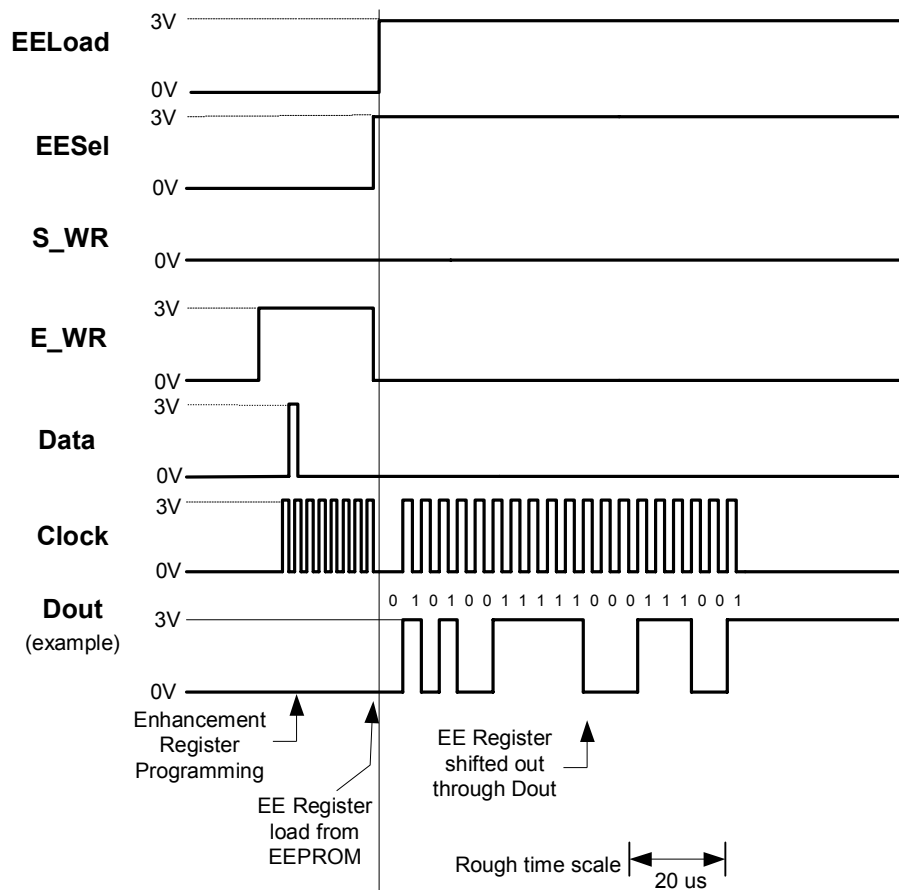 3V
EELoad
0V
3V
EESel
0V
S_WR
0V
3V
E_WR
0V
3V
Data
0V
3V
Clock
0V
0 1 0 1 0 0 1 1 1 1 1 0 0 0 1 1 1 0 0 1
Dout
3V
(example)
0V
Enhancement
Register
Programming
EE Register
load from
EEPROM
EE Register
shifted out
through Dout
Rough time scale
20 us